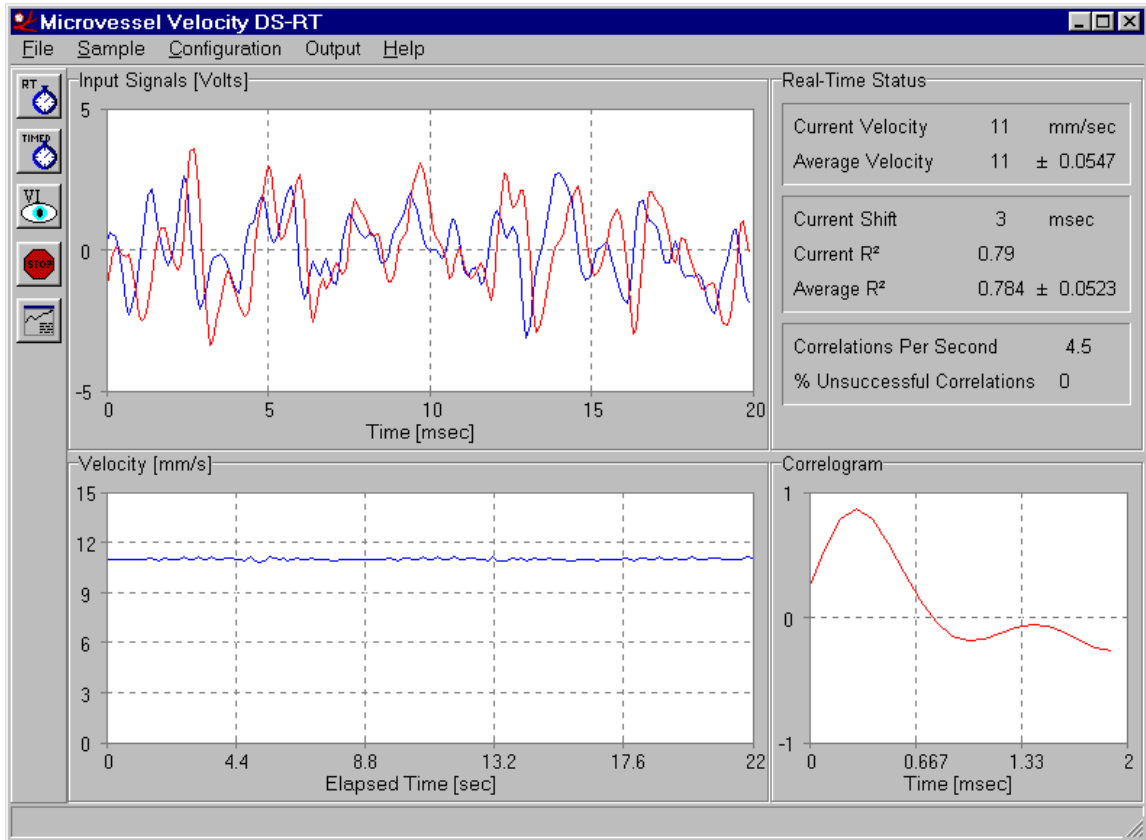 Microvessel Velocity DS-RT
File Sample Configuration Output Help
RT
TIMED
VI
STOP
Input Signals [Volts]
5
0
-5
0 5 10 15 20
Time [msec]
Real-Time Status
Current Velocity 11 mm/sec
Average Velocity 11 ± 0.0547
Current Shift 3 msec
Current R² 0.79
Average R² 0.784 ± 0.0523
Correlations Per Second 4.5
% Unsuccessful Correlations 0
Velocity [mm/s]
15
12
9
6
3
0
0 4.4 8.8 13.2 17.6 22
Elapsed Time [sec]
Correlogram
1
0
-1
0 0.667 1.33 2
Time [msec]